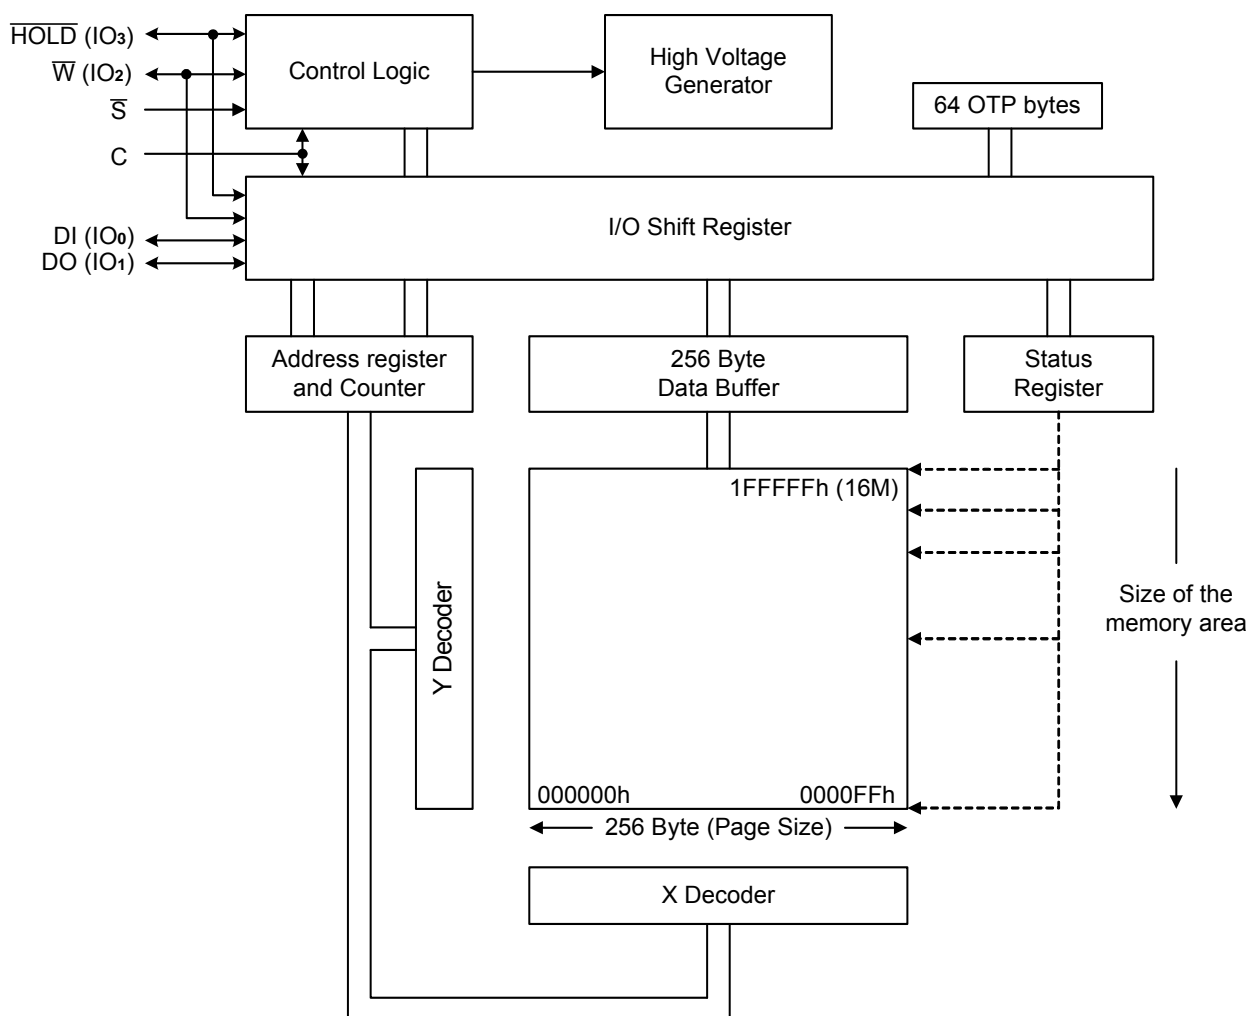 HOLD (IO3)
W (IO2)
S
C
DI (IO0)
DO (IO1)
Control Logic
High Voltage
Generator
64 OTP bytes
I/O Shift Register
Address register
and Counter
256 Byte
Data Buffer
Status
Register
Y Decoder
1FFFFFh (16M)
000000h
0000FFh
256 Byte (Page Size)
Size of the
memory area
X Decoder